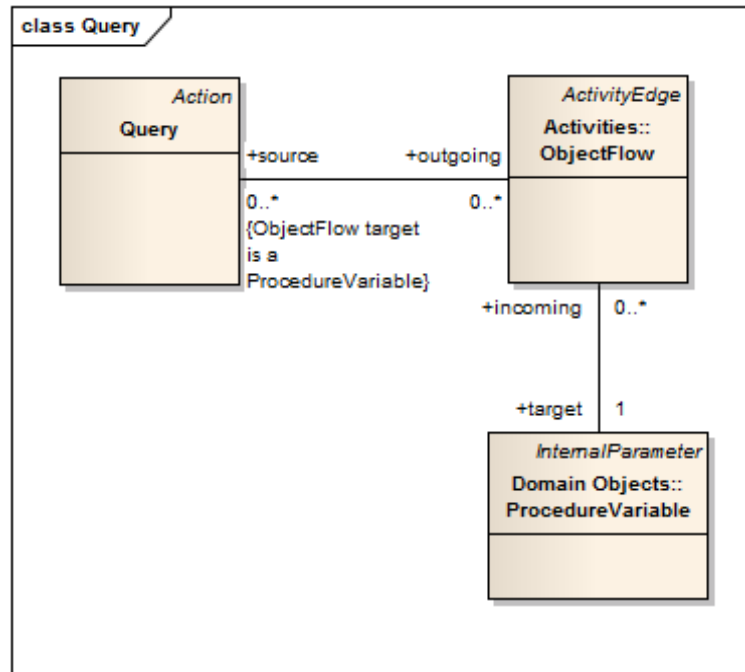 class Query
Action
Query
ActivityEdge
Activities::
ObjectFlow
+source
+outgoing
0..*
0..*
{ObjectFlow target
is a
ProcedureVariable}
+incoming
0..*
+target
1
InternalParameter
Domain Objects::
ProcedureVariable